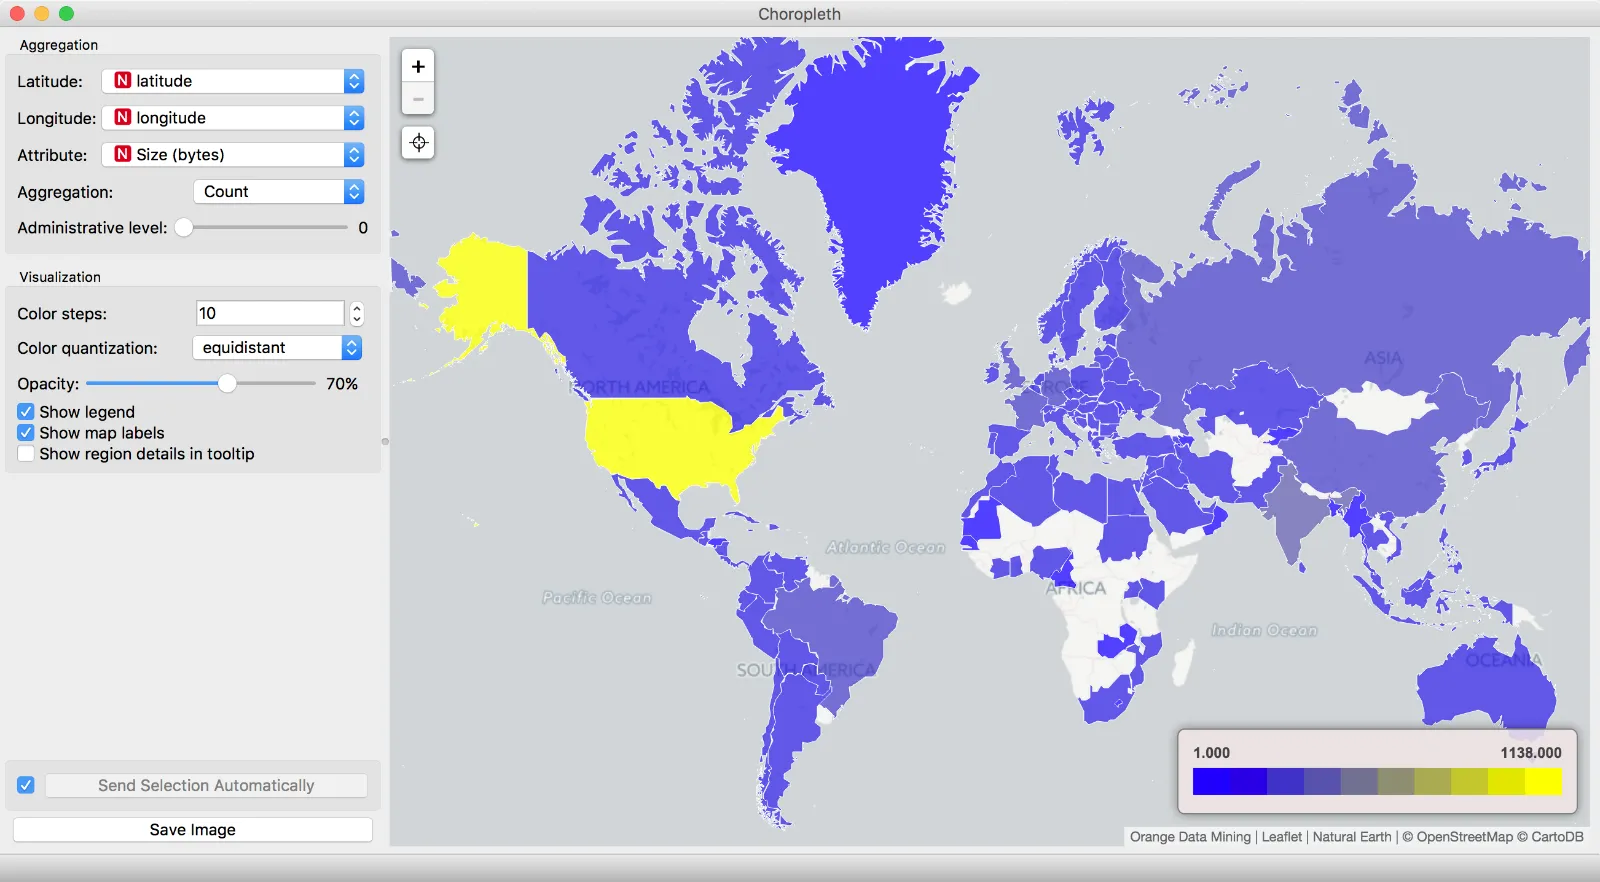 Choropleth
Aggregation
Latitude: N latitude
Longitude: N longitude
Attribute: N Size (bytes)
Aggregation: Count
Administrative level: 0
Visualization
Color steps: 10
Color quantization: equidistant
Opacity: 70%
Show legend
Show map labels
Show region details in tooltip
Send Selection Automatically
Save Image
+
−
NORTH AMERICA
EUROPE
ASIA
Atlantic Ocean
AFRICA
Pacific Ocean
Indian Ocean
SOUTH AMERICA
OCEANIA
1.000 1138.000
Orange Data Mining | Leaflet | Natural Earth | © OpenStreetMap © CartoDB